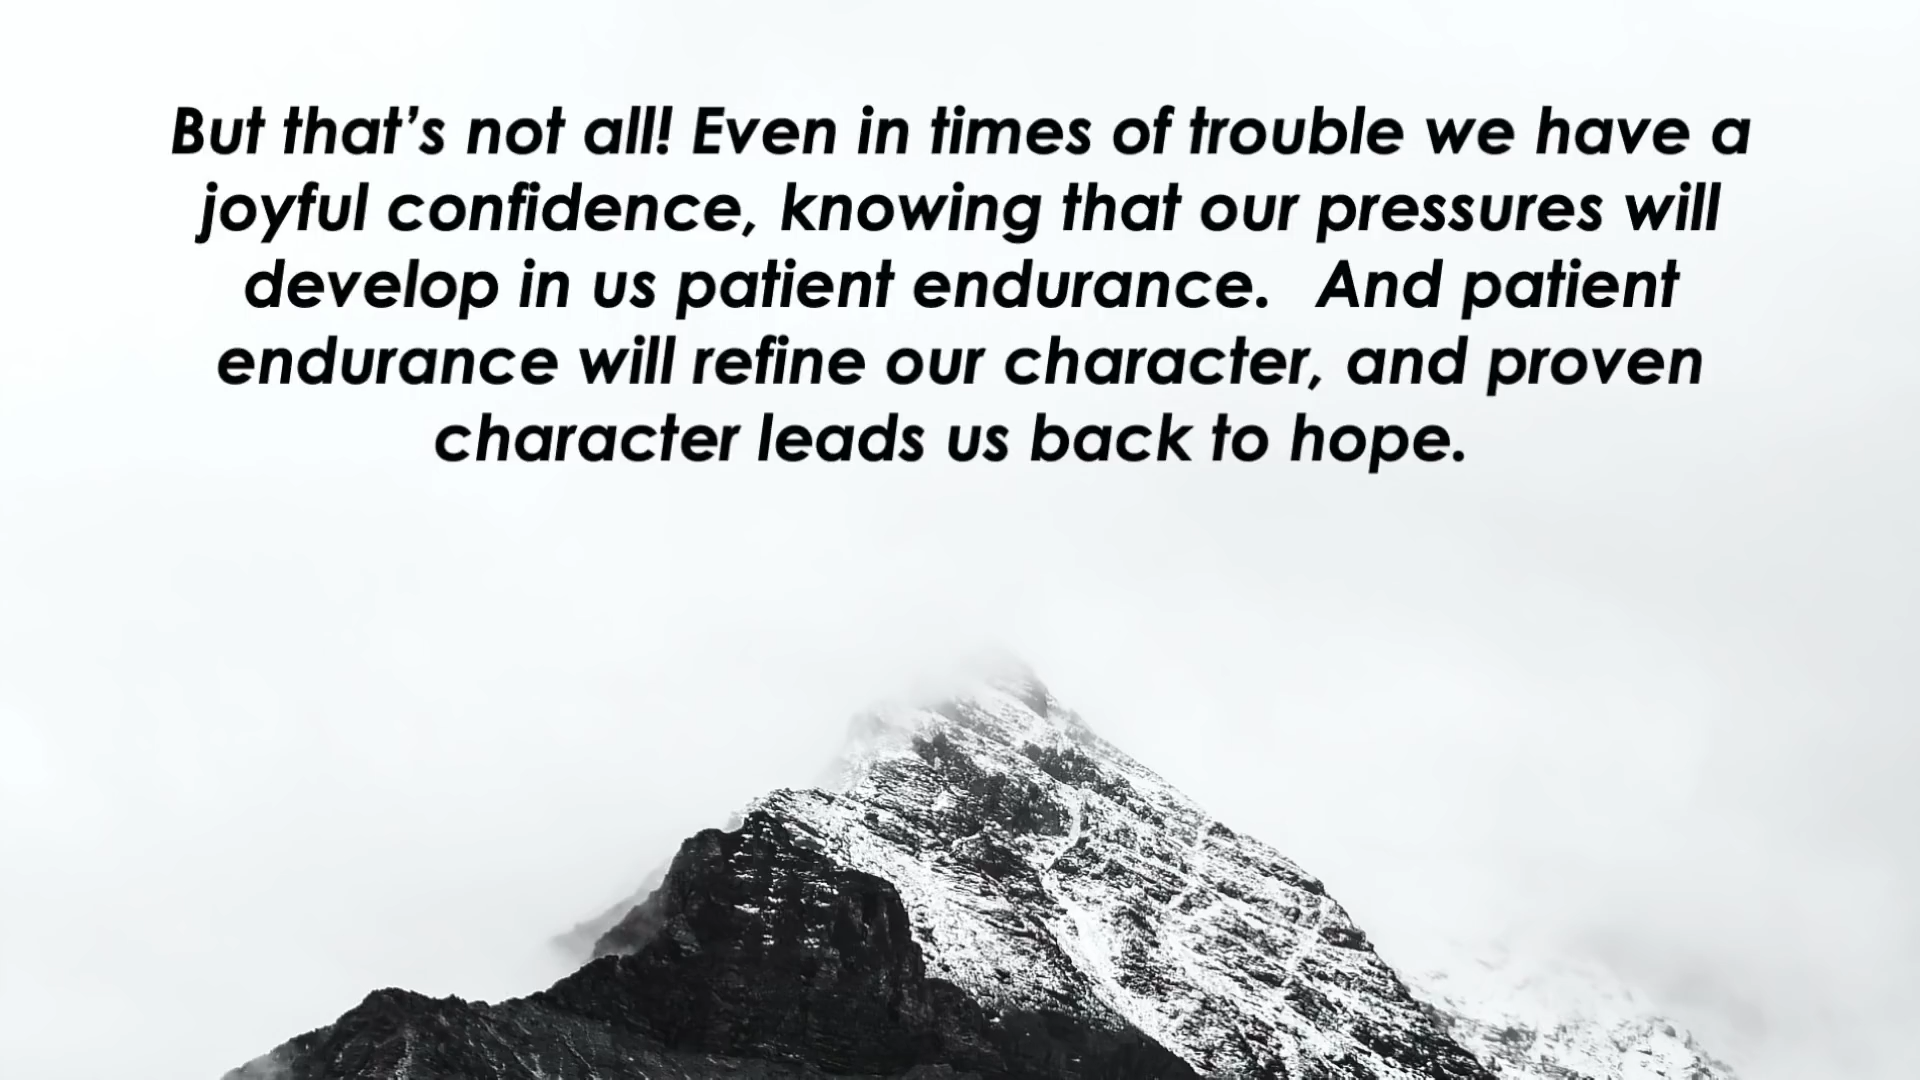 But that’s not all! Even in times of trouble we have a
joyful confidence, knowing that our pressures will
develop in us patient endurance.  And patient
endurance will refine our character, and proven
character leads us back to hope.